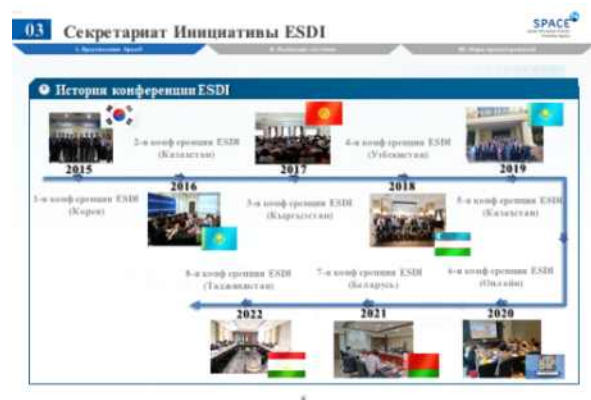 03 Секретариат Инициативы ESDI
SPACE
История конференции ESDI
2-я конференция ESDI
(Казахстан)
4-я конференция ESDI
(Узбекистан)
2015
2017
2019
2016
2018
1-я конференция ESDI
(Корея)
3-я конференция ESDI
(Кыргызстан)
5-я конференция ESDI
(Казахстан)
8-я конференция ESDI
(Таджикистан)
7-я конференция ESDI
(Беларусь)
6-я конференция ESDI
(Онлайн)
2022
2021
2020